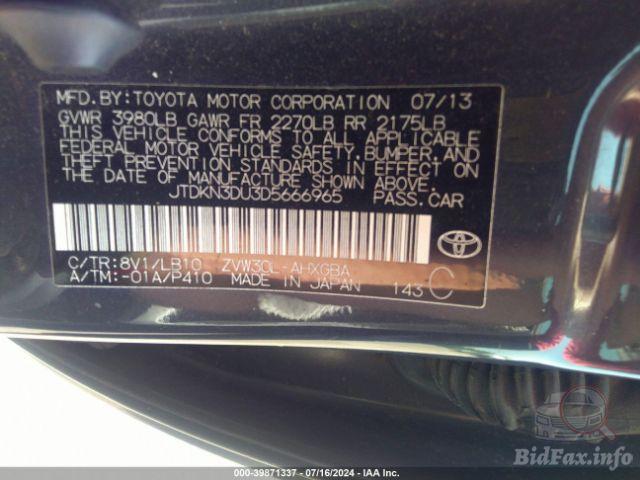 MFD.BY:TOYOTA MOTOR CORPORATION 07/13
GVWR 3980LB GAWR FR 2270LB RR 2175LB
THIS VEHICLE CONFORMS TO ALL APPLICABLE
FEDERAL MOTOR VEHICLE SAFETY, BUMPER, AND
THEFT PREVENTION STANDARDS IN EFFECT ON
THE DATE OF MANUFACTURE SHOWN ABOVE.
JTDKN3DU3D5666965 PASS.CAR
C/TR:8V1/LB10 ZVW30L-AHXGBA
A/TM:-01A/P410 MADE IN JAPAN 143 C
BidFax.info
000-39871337 / 07/16/2024 - IAA Inc.